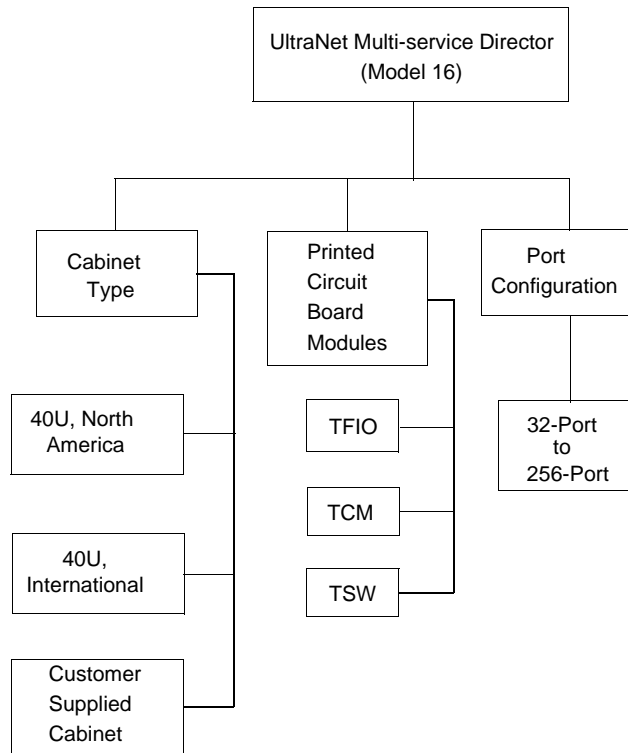 UltraNet Multi-service Director
(Model 16)
Cabinet
Type
Printed
Circuit
Board
Modules
Port
Configuration
40U, North
America
TFIO
32-Port
to
256-Port
TCM
40U,
International
TSW
Customer
Supplied
Cabinet